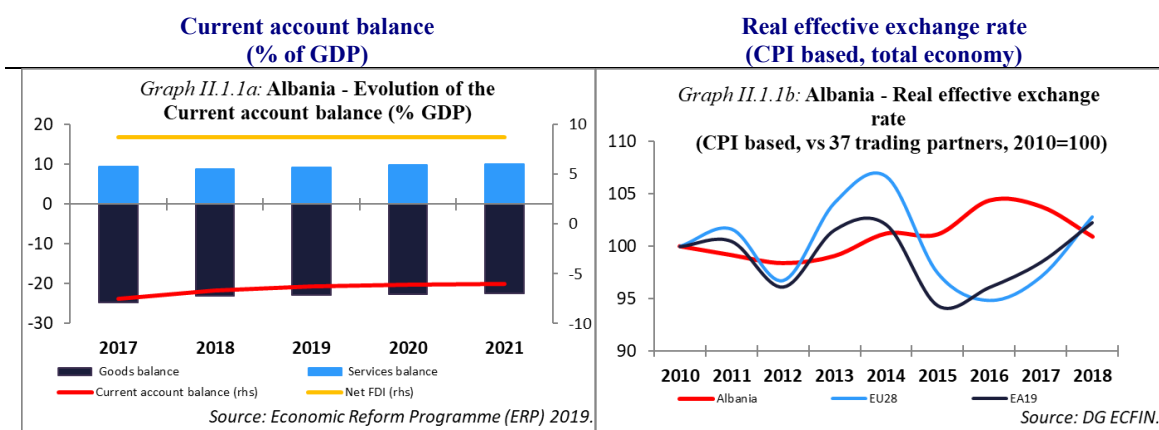 Current account balance
(% of GDP)
Real effective exchange rate
(CPI based, total economy)
Graph II.1.1a: Albania - Evolution of the
Current account balance (% GDP)
20
10
0
-10
-20
-30
10
5
0
-5
-10
2017 2018 2019 2020 2021
Goods balance Services balance
Current account balance (rhs) Net FDI (rhs)
Source: Economic Reform Programme (ERP) 2019.
Graph II.1.1b: Albania - Real effective exchange
rate
(CPI based, vs 37 trading partners, 2010=100)
110
105
100
95
90
2010 2011 2012 2013 2014 2015 2016 2017 2018
Albania EU28 EA19
Source: DG ECFIN.